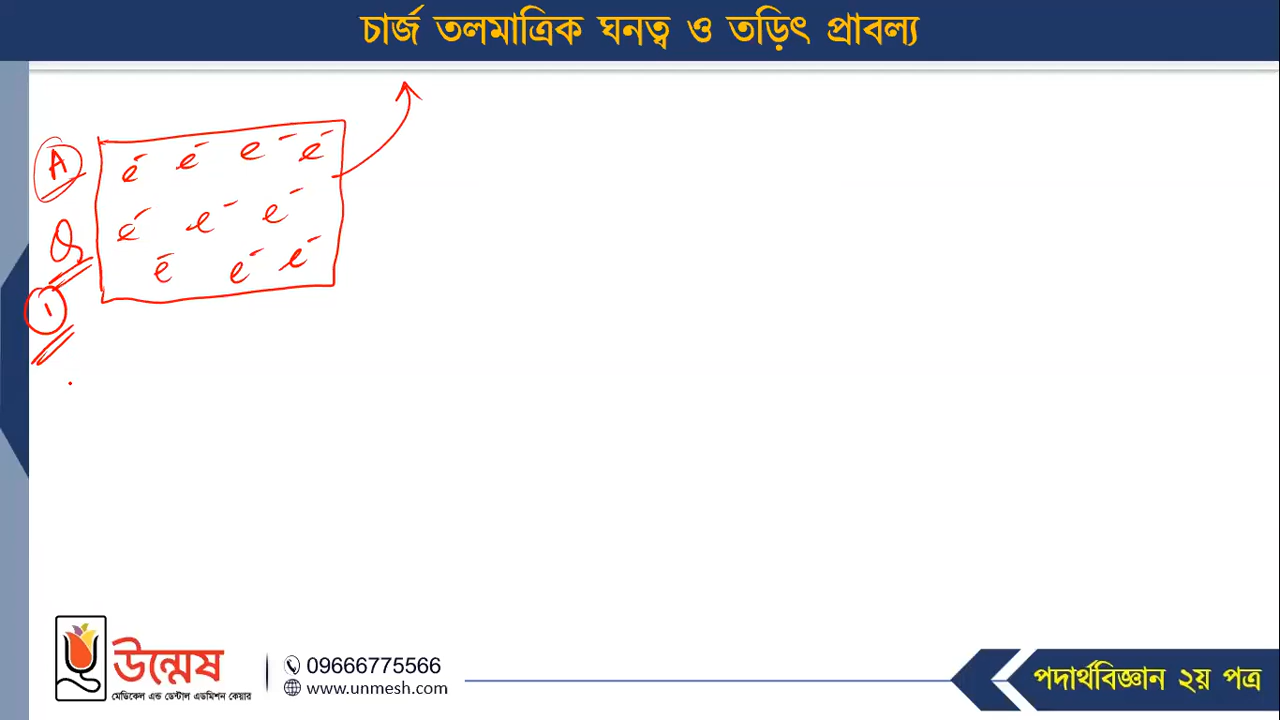 চার্জ তলমাত্রিক ঘনত্ব ও তড়িৎ প্রাবল্য
A e⁻ e⁻ e⁻ e⁻
Q e⁻ e⁻ e⁻
e⁻ e⁻ e⁻
1
উন্মেষ
মেডিকেল এন্ড ডেন্টাল এডমিশন কেয়ার
09666775566
www.unmesh.com
পদার্থবিজ্ঞান ২য় পত্র